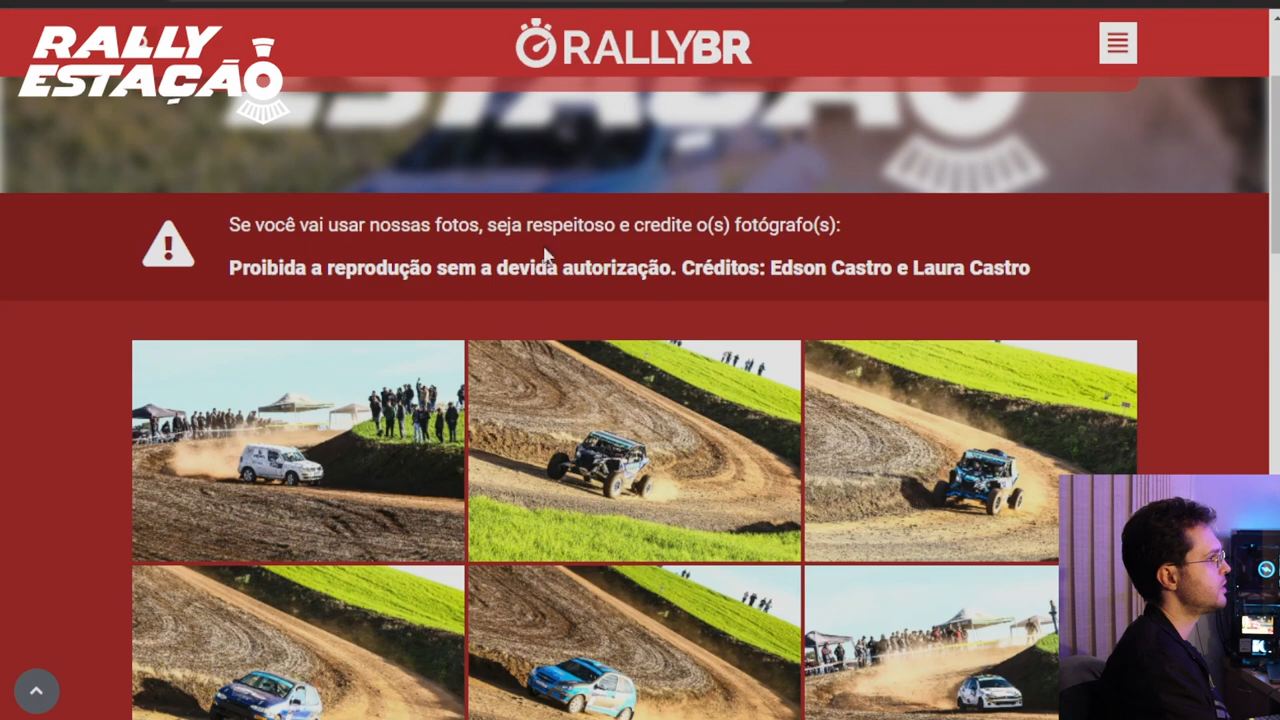 RALLY
ESTAÇÃO
RALLYBR
ESTAÇÃO
Se você vai usar nossas fotos, seja respeitoso e credite o(s) fotógrafo(s):
Proibida a reprodução sem a devida autorização. Créditos: Edson Castro e Laura Castro